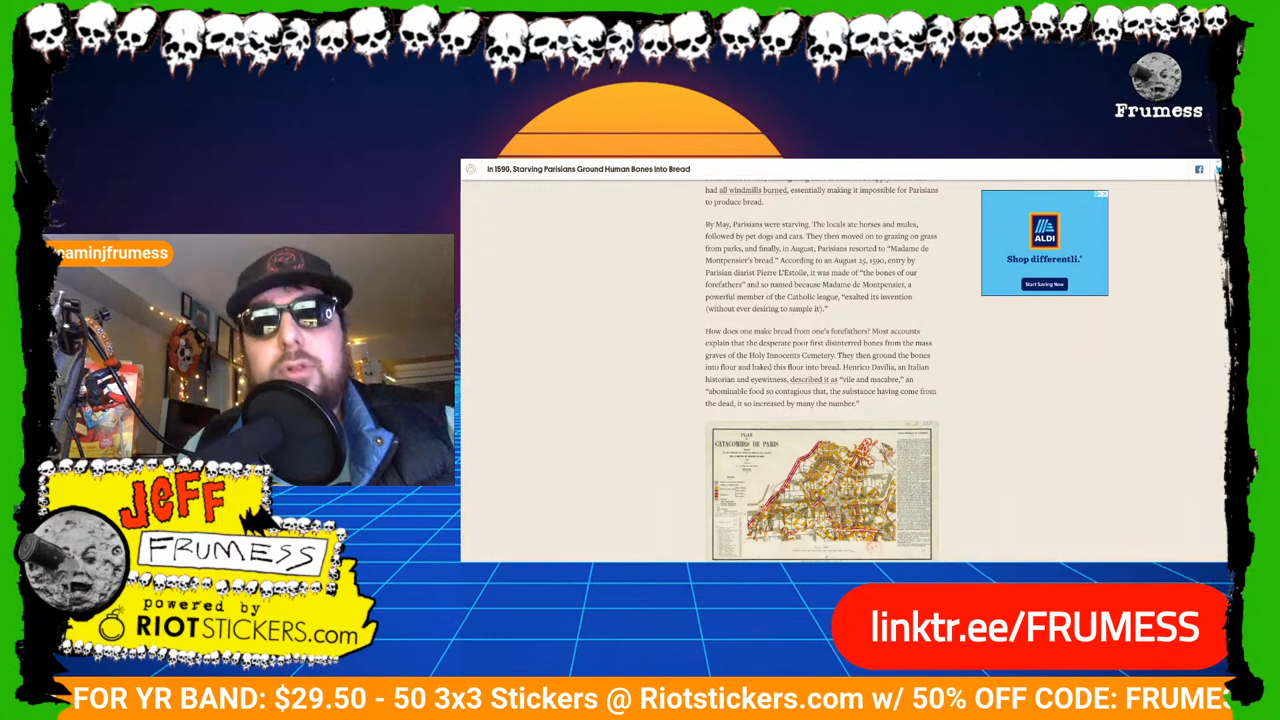 Frumess
In 1590, Starving Parisians Ground Human Bones Into Bread
had all windmills burned, essentially making it impossible for Parisians
to produce bread.
By May, Parisians were starving. The locals ate horses and mules,
followed by pet dogs and cats. They then moved on to grazing on grass
from parks, and finally, in August, Parisians resorted to “Madame de
Montpensier’s bread.” According to an August 25, 1590, entry by
Parisian diarist Pierre L’Estoile, it was made of “the bones of our
forefathers” and so named because Madame de Montpensier, a
powerful member of the Catholic league, “exalted its invention
(without ever desiring to sample it).”
How does one make bread from one’s forefathers? Most accounts
explain that the desperate poor first disinterred bones from the mass
graves of the Holy Innocents Cemetery. They then ground the bones
into flour and baked this flour into bread. Henrico Davilia, an Italian
historian and eyewitness, described it as “vile and macabre,” an
“abominable food so contagious that, the substance having come from
the dead, it so increased by many the number.”
PLAN
CATACOMBES DE PARIS
ALDI
Shop differentli.
Start Saving Now
eaminjfrumess
JEFF
FRUMESS
powered by
RIOTSTICKERS.com
linktr.ee/FRUMESS
FOR YR BAND: $29.50 - 50 3x3 Stickers @ Riotstickers.com w/ 50% OFF CODE: FRUMES